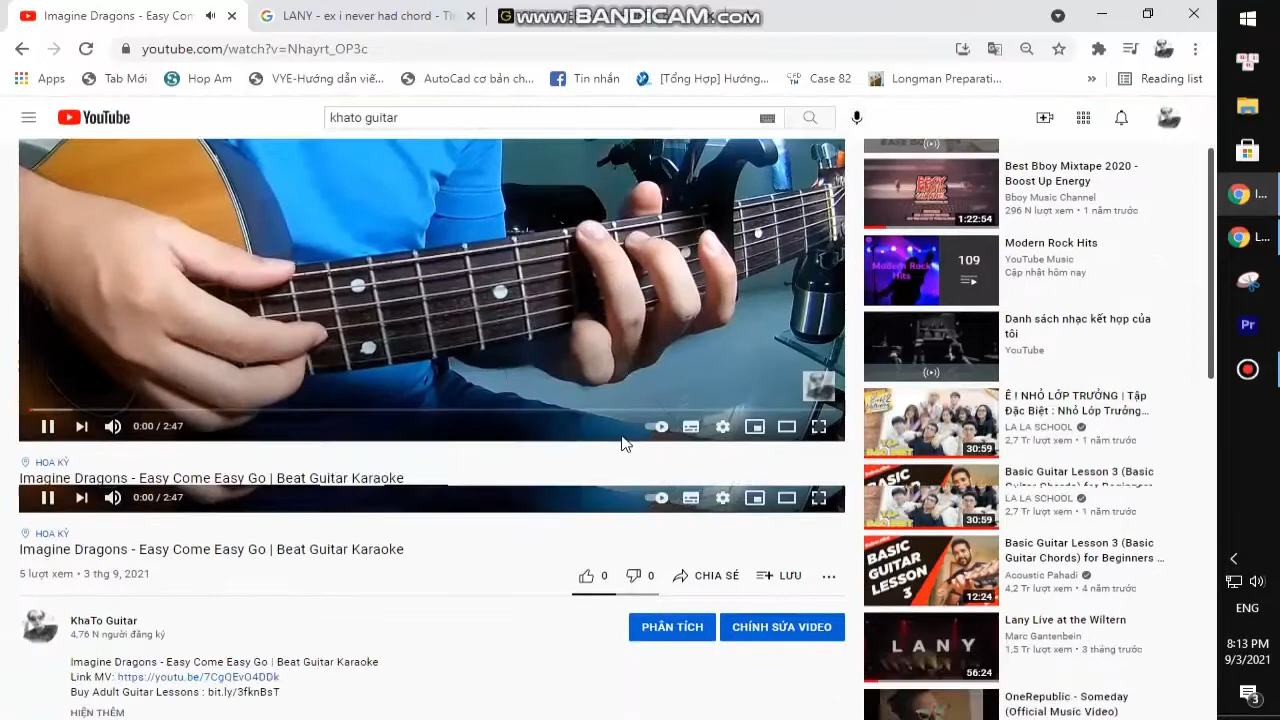 Imagine Dragons - Easy Com
LANY - ex i never had chord - Th
www.BANDICAM.com
youtube.com/watch?v=Nhayrt_OP3c
Apps
Tab Mới
Hop Am
VYE-Hướng dẫn viế...
AutoCad cơ bản ch...
Tin nhắn
[Tổng Hợp] Hướng...
Case 82
Longman Preparati...
»
Reading list
YouTube
khato guitar
Best Bboy Mixtape 2020 -
Boost Up Energy
Bboy Music Channel
296 N lượt xem • 1 năm trước
1:22:54
Modern Rock Hits
YouTube Music
Cập nhật hôm nay
109
Modern Rock
Hits
Danh sách nhạc kết hợp của
tôi
YouTube
Ê ! NHỎ LỚP TRƯỞNG | Tập
Đặc Biệt : Nhỏ Lớp Trưởng...
LA LA SCHOOL
2,7 Tr lượt xem • 1 năm trước
30:59
Basic Guitar Lesson 3 (Basic
Guitar Chords) for Beginners
LA LA SCHOOL
2,7 Tr lượt xem • 1 năm trước
30:59
Basic Guitar Lesson 3 (Basic
Guitar Chords) for Beginners ...
Acoustic Pahadi
4,2 Tr lượt xem • 4 năm trước
BASIC
GUITAR
LESSON
3
12:24
Lany Live at the Wiltern
Marc Gantenbein
1,5 Tr lượt xem • 3 tháng trước
LANY
56:24
OneRepublic - Someday
(Official Music Video)
0:00 / 2:47
HOA KỲ
Imagine Dragons - Easy Come Easy Go | Beat Guitar Karaoke
0:00 / 2:47
HOA KỲ
Imagine Dragons - Easy Come Easy Go | Beat Guitar Karaoke
5 lượt xem • 3 thg 9, 2021
0
0
CHIA SẺ
LƯU
KhaTo Guitar
4,76 N người đăng ký
PHÂN TÍCH
CHỈNH SỬA VIDEO
Imagine Dragons - Easy Come Easy Go | Beat Guitar Karaoke
Link MV: https://youtu.be/7CgQEvO4DB
Buy Adult Guitar Lessons : bit.ly/3fknBsT
HIỆN THÊM
I...
L...
Pr
ENG
8:13 PM
9/3/2021
3